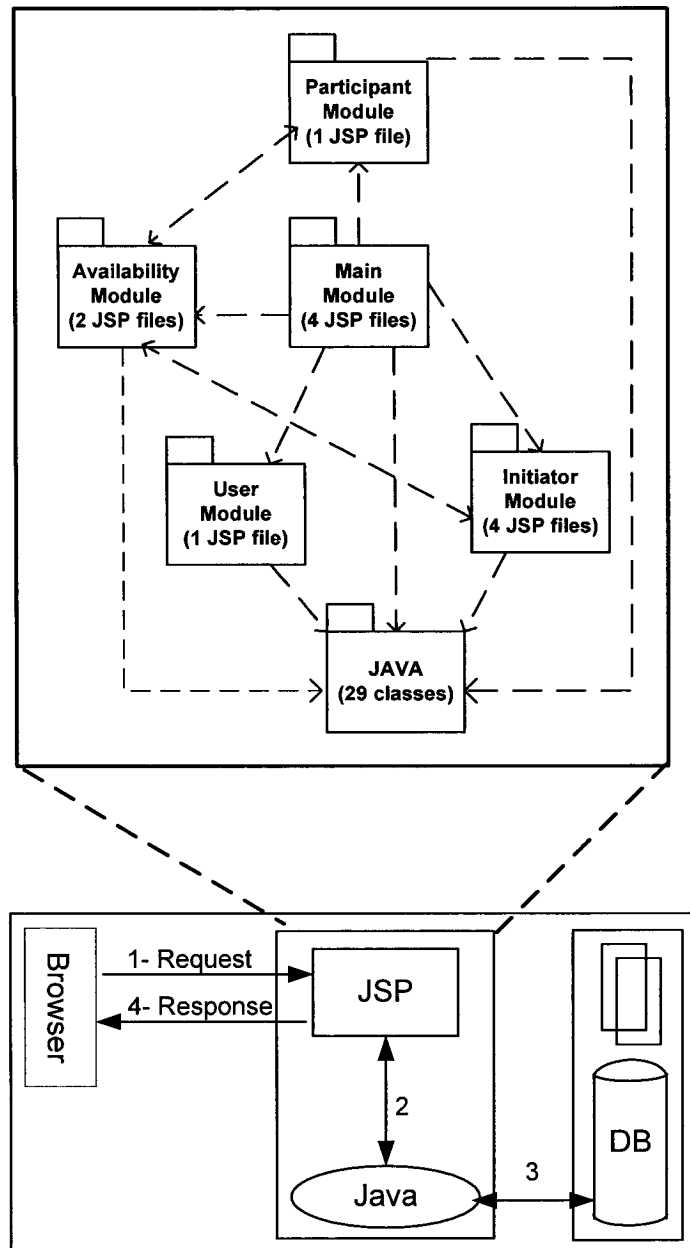 Participant
Module
(1 JSP file)
Availability
Module
(2 JSP files)
Main
Module
(4 JSP files)
User
Module
(1 JSP file)
Initiator
Module
(4 JSP files)
JAVA
(29 classes)
Browser
1- Request
4- Response
JSP
2
Java
3
DB